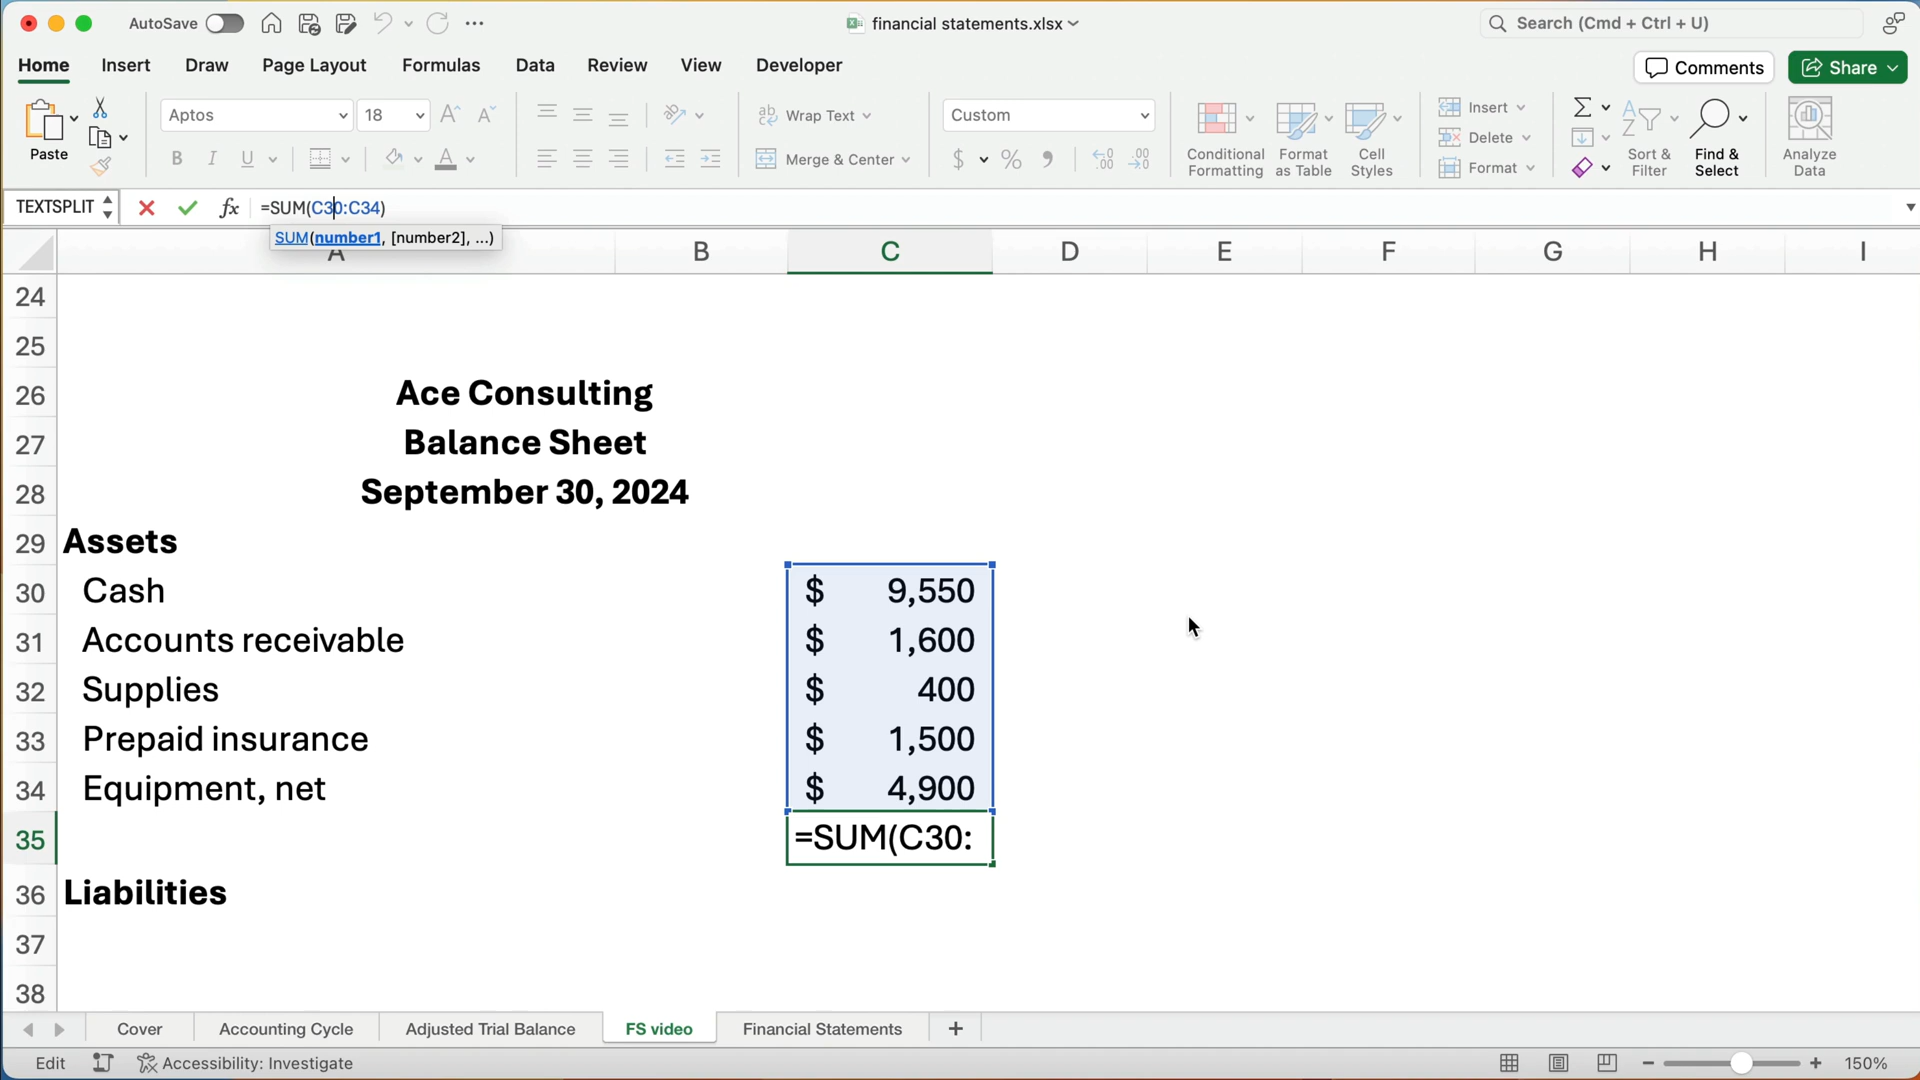 AutoSave
financial statements.xlsx
Search (Cmd + Ctrl + U)
Home Insert Draw Page Layout Formulas Data Review View Developer
Comments Share
Paste
Aptos 18
Wrap Text
Merge & Center
Custom
Conditional Formatting
Format as Table
Cell Styles
Insert
Delete
Format
Sort & Filter
Find & Select
Analyze Data
TEXTSPLIT fx =SUM(C30:C34)
SUM(number1, [number2], ...)
A B C D E F G H I
24
25
26 Ace Consulting
27 Balance Sheet
28 September 30, 2024
29 Assets
30 Cash $ 9,550
31 Accounts receivable $ 1,600
32 Supplies $ 400
33 Prepaid insurance $ 1,500
34 Equipment, net $ 4,900
35 =SUM(C30:
36 Liabilities
37
38
Cover Accounting Cycle Adjusted Trial Balance FS video Financial Statements +
Edit Accessibility: Investigate 150%